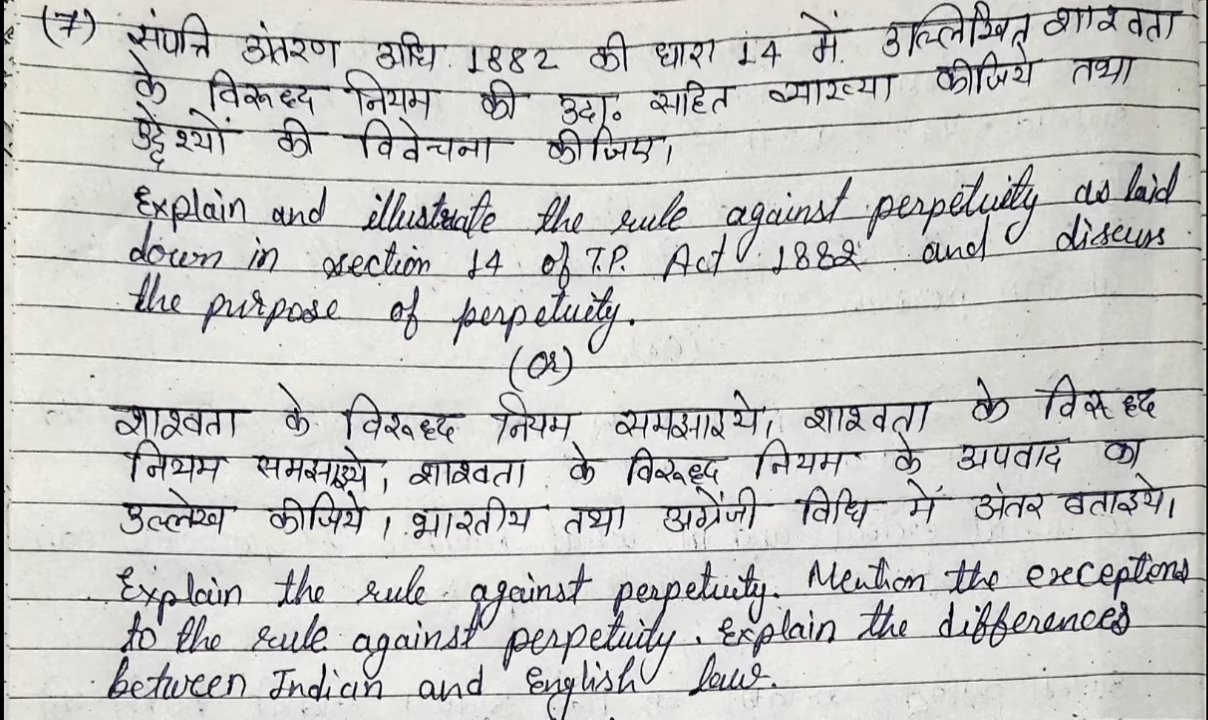 (7) संपत्ति अंतरण अधि. 1882 की धारा 14 में उल्लिखित शाश्वता
के विरूध्द नियम की उदा० सहित व्याख्या कीजिये तथा
उद्देश्यों की विवेचना कीजिए।
Explain and illustrate the rule against perpetuity as laid
down in section 14 of T.P. Act 1882 and discuss
the purpose of perpetuity.
(OR)
शाश्वता के विरूध्द नियम समझाइये। शाश्वता के विरूध्द
नियम समझाइये, शाश्वता के विरूध्द नियम के अपवाद का
उल्लेख कीजिये। भारतीय तथा अंग्रेंजी विधि में अंतर बताइये।
Explain the rule against perpetuity. Mention the exceptions
to the rule against perpetuity. Explain the differences
between Indian and English law.